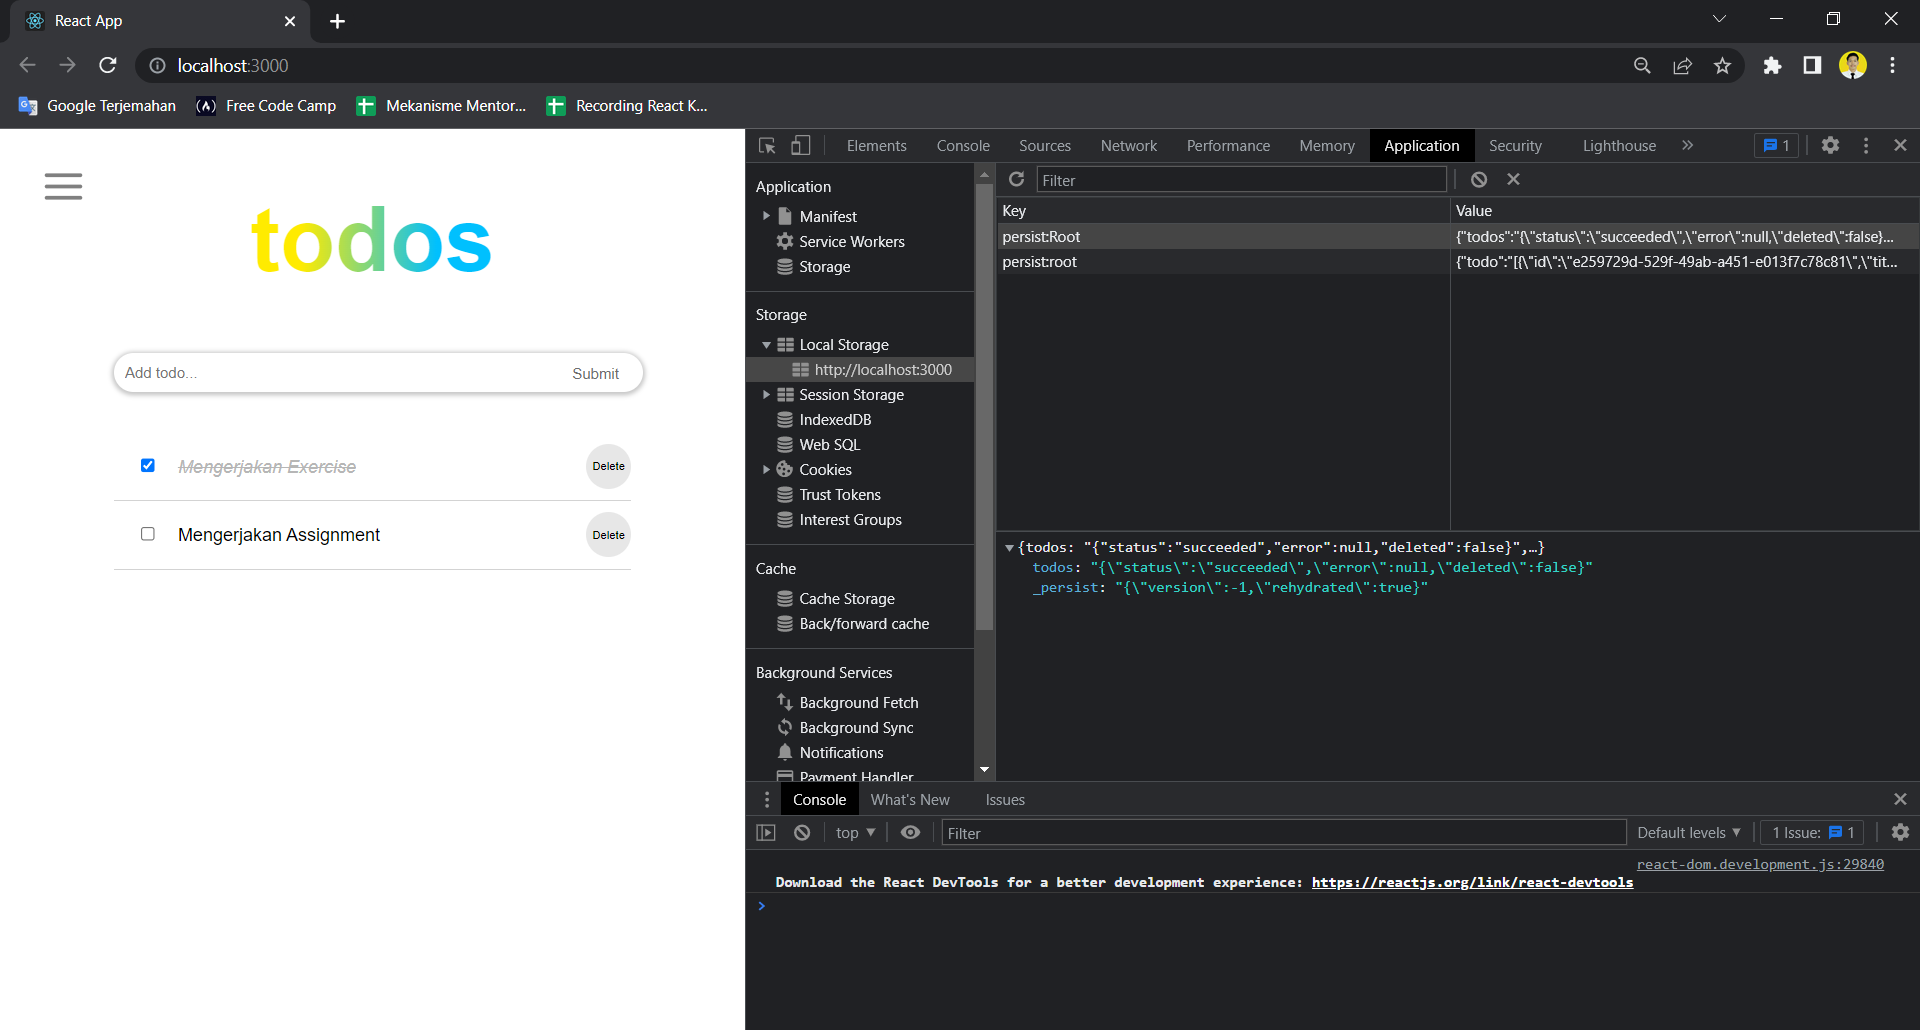 React App
localhost:3000
Google Terjemahan Free Code Camp Mekanisme Mentor... Recording React K...
todos
Add todo... Submit
Mengerjakan Exercise Delete
Mengerjakan Assignment Delete
Elements Console Sources Network Performance Memory Application Security Lighthouse » 1
Application
Manifest
Service Workers
Storage
Storage
Local Storage
http://localhost:3000
Session Storage
IndexedDB
Web SQL
Cookies
Trust Tokens
Interest Groups
Cache
Cache Storage
Back/forward cache
Background Services
Background Fetch
Background Sync
Notifications
Payment Handler
Filter
Key Value
persist:Root {"todos":"{\"status\":\"succeeded\",\"error\":null,\"deleted\":false}...
persist:root {"todo":"[{\"id\":\"e259729d-529f-49ab-a451-e013f7c78c81\",\"tit...
{todos: "{"status":"succeeded","error":null,"deleted":false}",…}
todos: "{\"status\":\"succeeded\",\"error\":null,\"deleted\":false}"
_persist: "{\"version\":-1,\"rehydrated\":true}"
Console What's New Issues
top Filter Default levels 1 Issue: 1
react-dom.development.js:29840
Download the React DevTools for a better development experience: https://reactjs.org/link/react-devtools
>